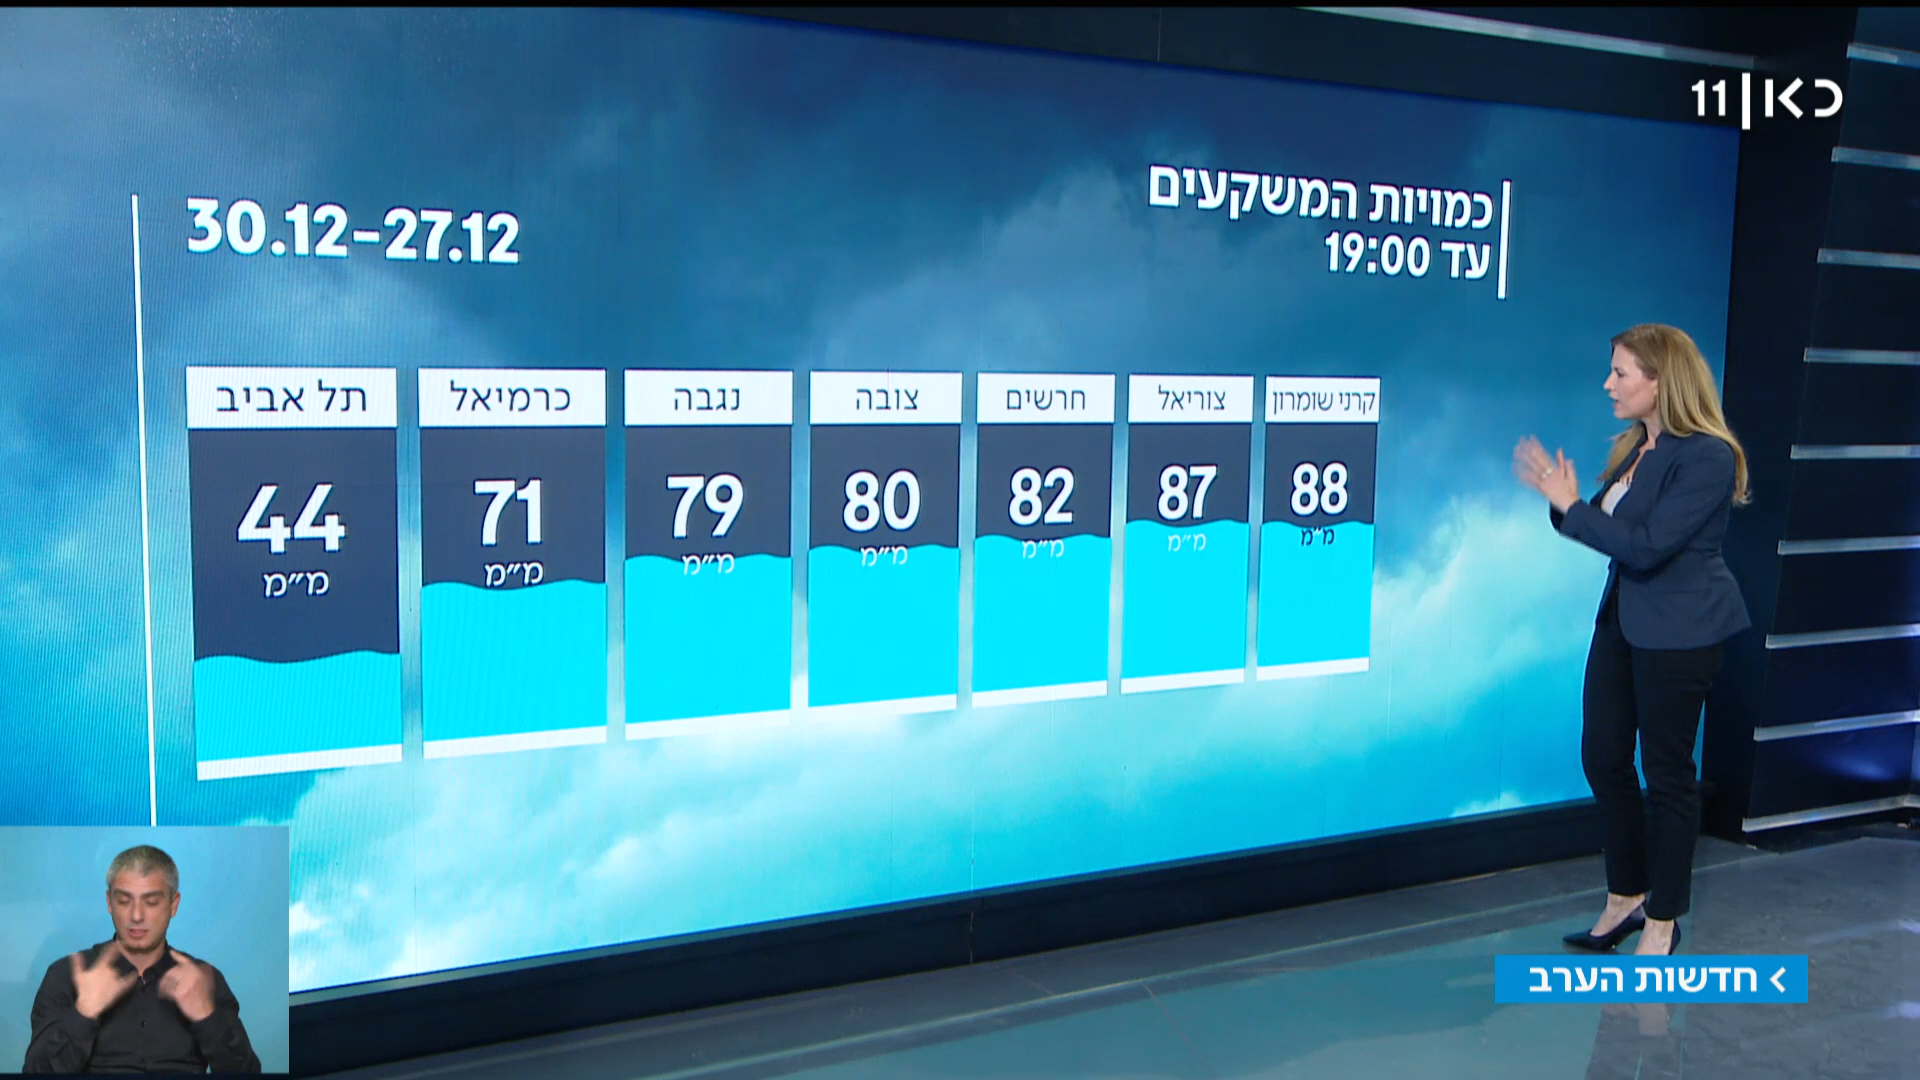 כאן 11
כמויות המשקעים
עד 19:00
30.12-27.12
קרני שומרון
88
מ״מ
צוריאל
87
מ״מ
חרשים
82
מ״מ
צובה
80
מ״מ
נגבה
79
מ״מ
כרמיאל
71
מ״מ
תל אביב
44
מ״מ
חדשות הערב